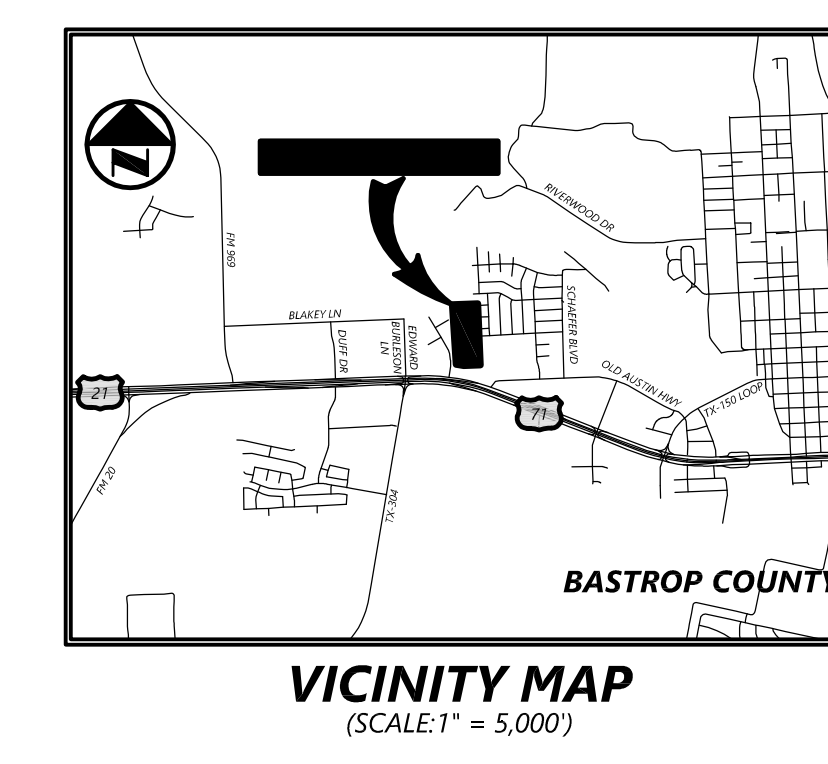 N
RIVERWOOD DR
FM 969
BLAKEY LN
DUFF DR
EDWARD
BURLESON
LN
SCHAEFER BLVD
OLD AUSTIN HWY
TX-150 LOOP
21
71
FM 20
TX-304
BASTROP COUNTY
VICINITY MAP
(SCALE:1" = 5,000')